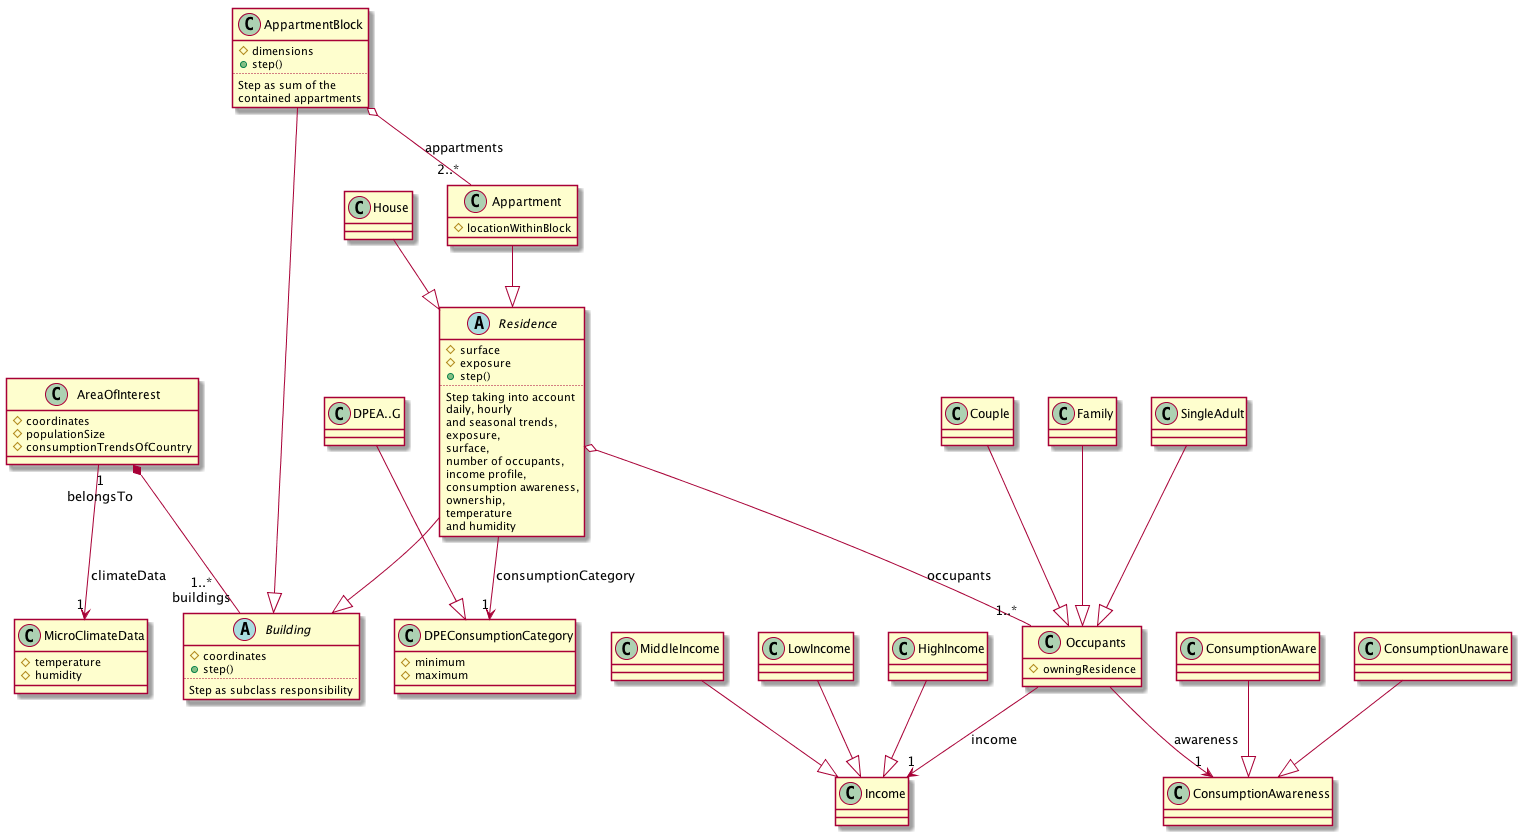 C AppartmentBlock
dimensions
step()
Step as sum of the
contained appartments
appartments
2..*
C House
C Appartment
locationWithinBlock
A Residence
surface
exposure
step()
Step taking into account
daily, hourly
and seasonal trends,
exposure,
surface,
number of occupants,
income profile,
consumption awareness,
ownership,
temperature
and humidity
C AreaOfInterest
coordinates
populationSize
consumptionTrendsOfCountry
C DPEA..G
C Couple
C Family
C SingleAdult
1
belongsTo
climateData
1
1..*
buildings
consumptionCategory
1
occupants
1..*
C MicroClimateData
temperature
humidity
A Building
coordinates
step()
Step as subclass responsibility
C DPEConsumptionCategory
minimum
maximum
C MiddleIncome
C LowIncome
C HighIncome
C Occupants
owningResidence
C ConsumptionAware
C ConsumptionUnaware
income
1
awareness
1
C Income
C ConsumptionAwareness